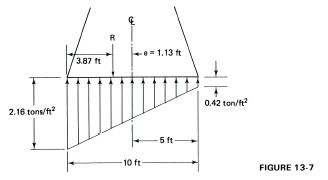 ℄
R
3.87 ft
e = 1.13 ft
2.16 tons/ft²
0.42 ton/ft²
5 ft
10 ft
FIGURE 13-7